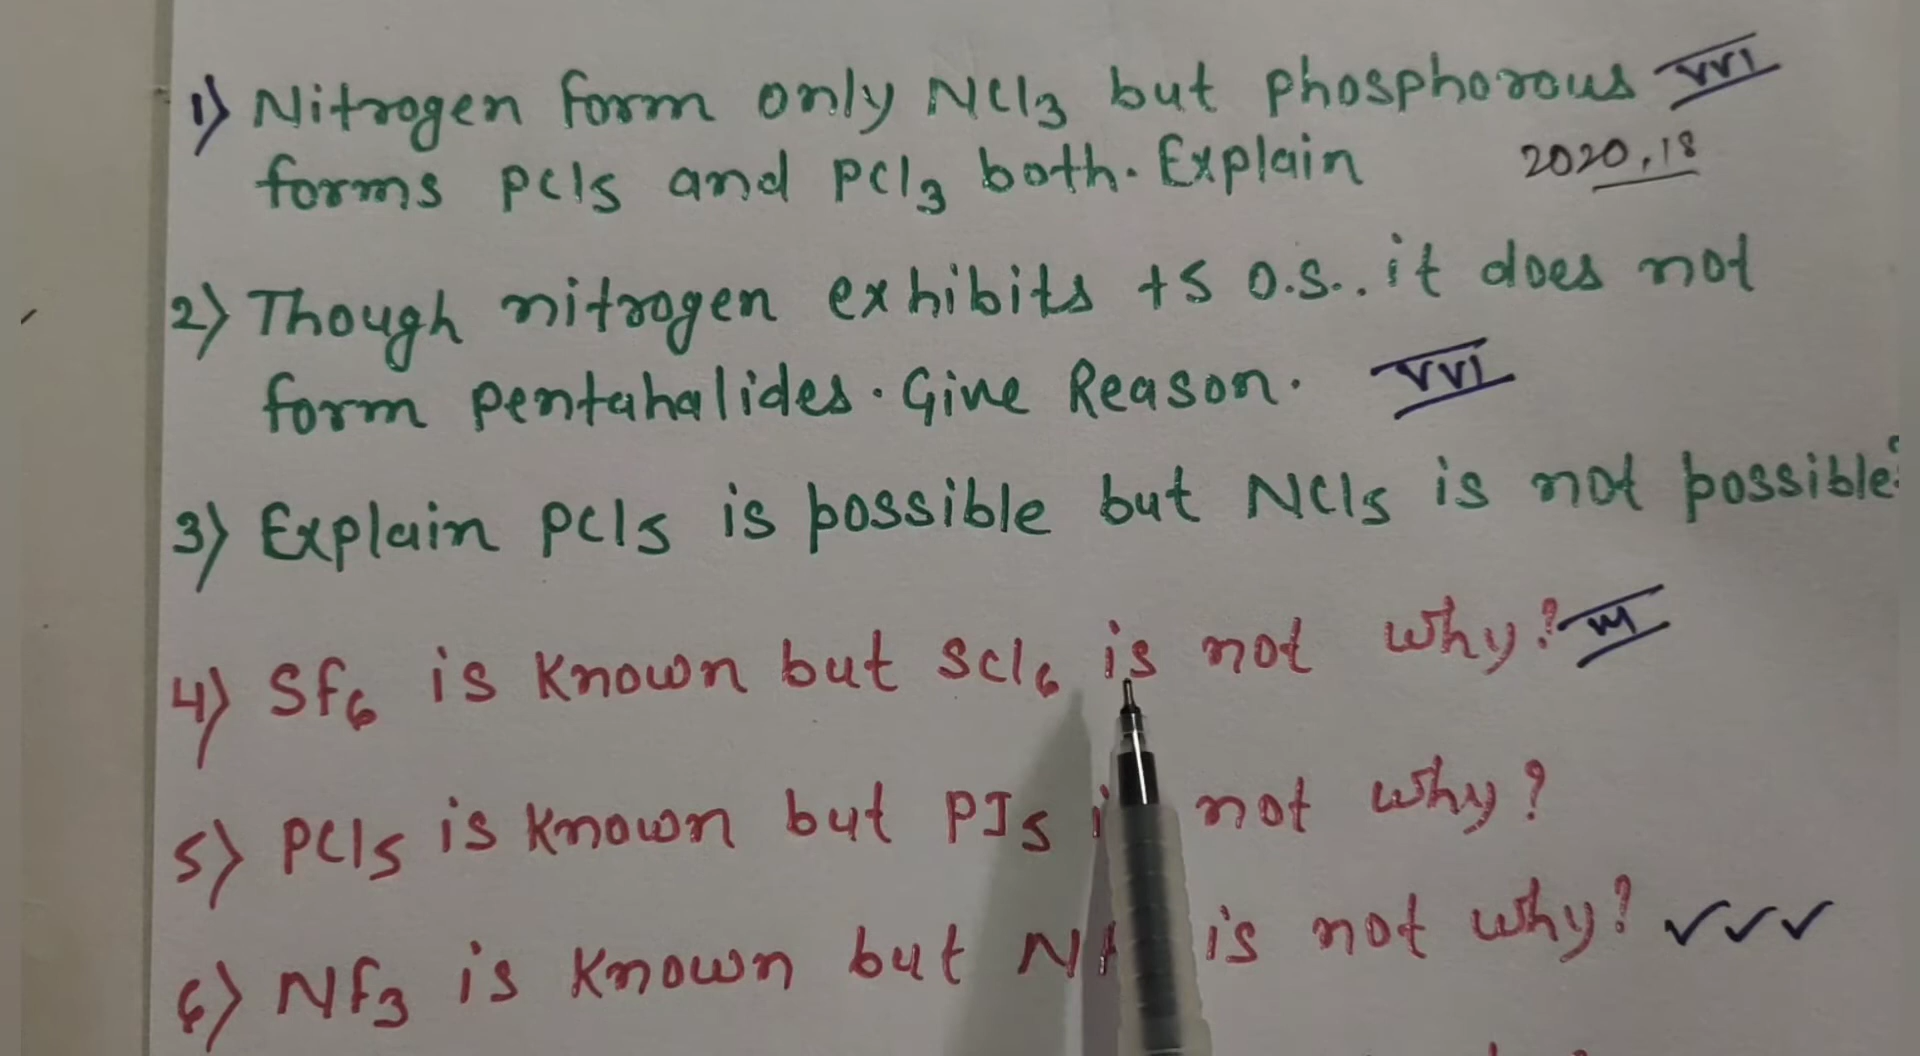 1) Nitrogen form only NCl3 but phosphorous VVI
forms PCl5 and PCl3 both. Explain 2020, 18
2) Though nitrogen exhibits +5 O.S.. it does not
form pentahalides. Give Reason. VVI
3) Explain PCl5 is possible but NCl5 is not possible?
4) Sf6 is known but SCl6 is not why?
5) PCl5 is known but PI5 not why?
6) Nf3 is known but is not why? ✓✓✓